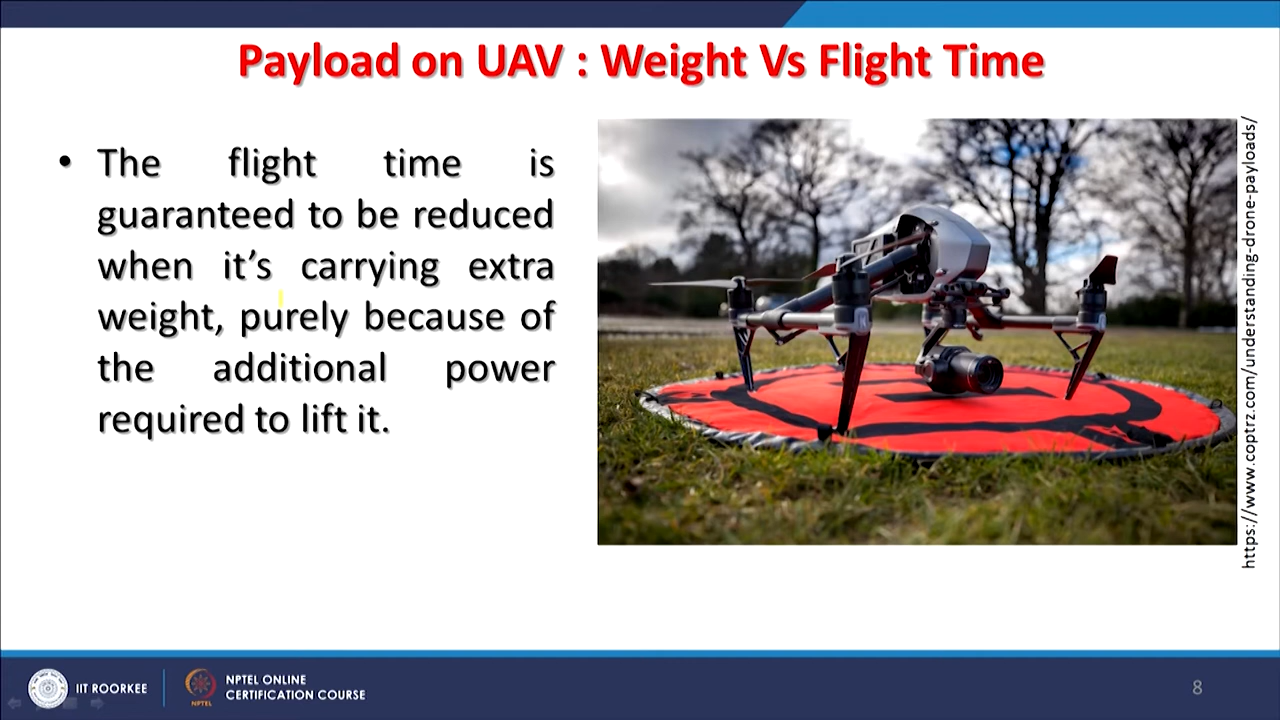 Payload on UAV : Weight Vs Flight Time
• The flight time is
guaranteed to be reduced
when it’s carrying extra
weight, purely because of
the additional power
required to lift it.
https://www.coptrz.com/understanding-drone-payloads/
IIT ROORKEE
NPTEL
NPTEL ONLINE
CERTIFICATION COURSE
8